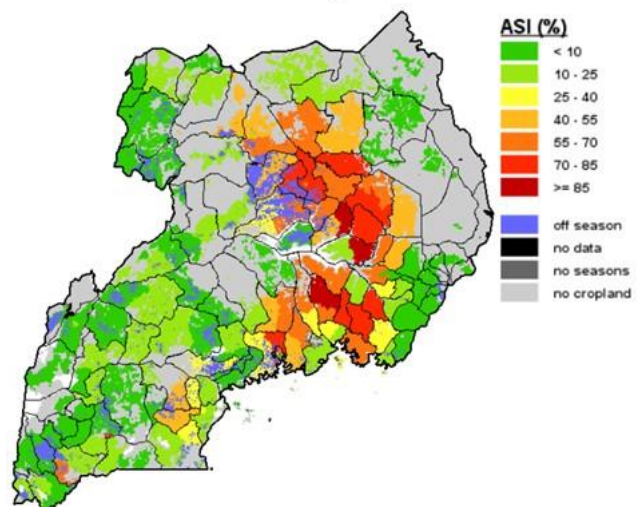 ASI (%)
< 10
10 - 25
25 - 40
40 - 55
55 - 70
70 - 85
>= 85
off season
no data
no seasons
no cropland